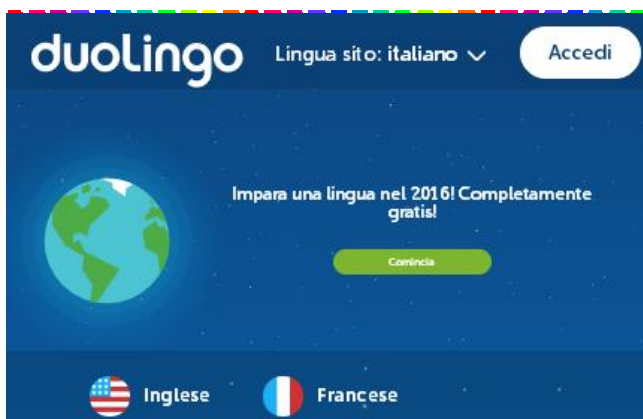 duolingo Lingua sito: italiano Accedi
Impara una lingua nel 2016! Completamente
gratis!
Comincia
Inglese Francese